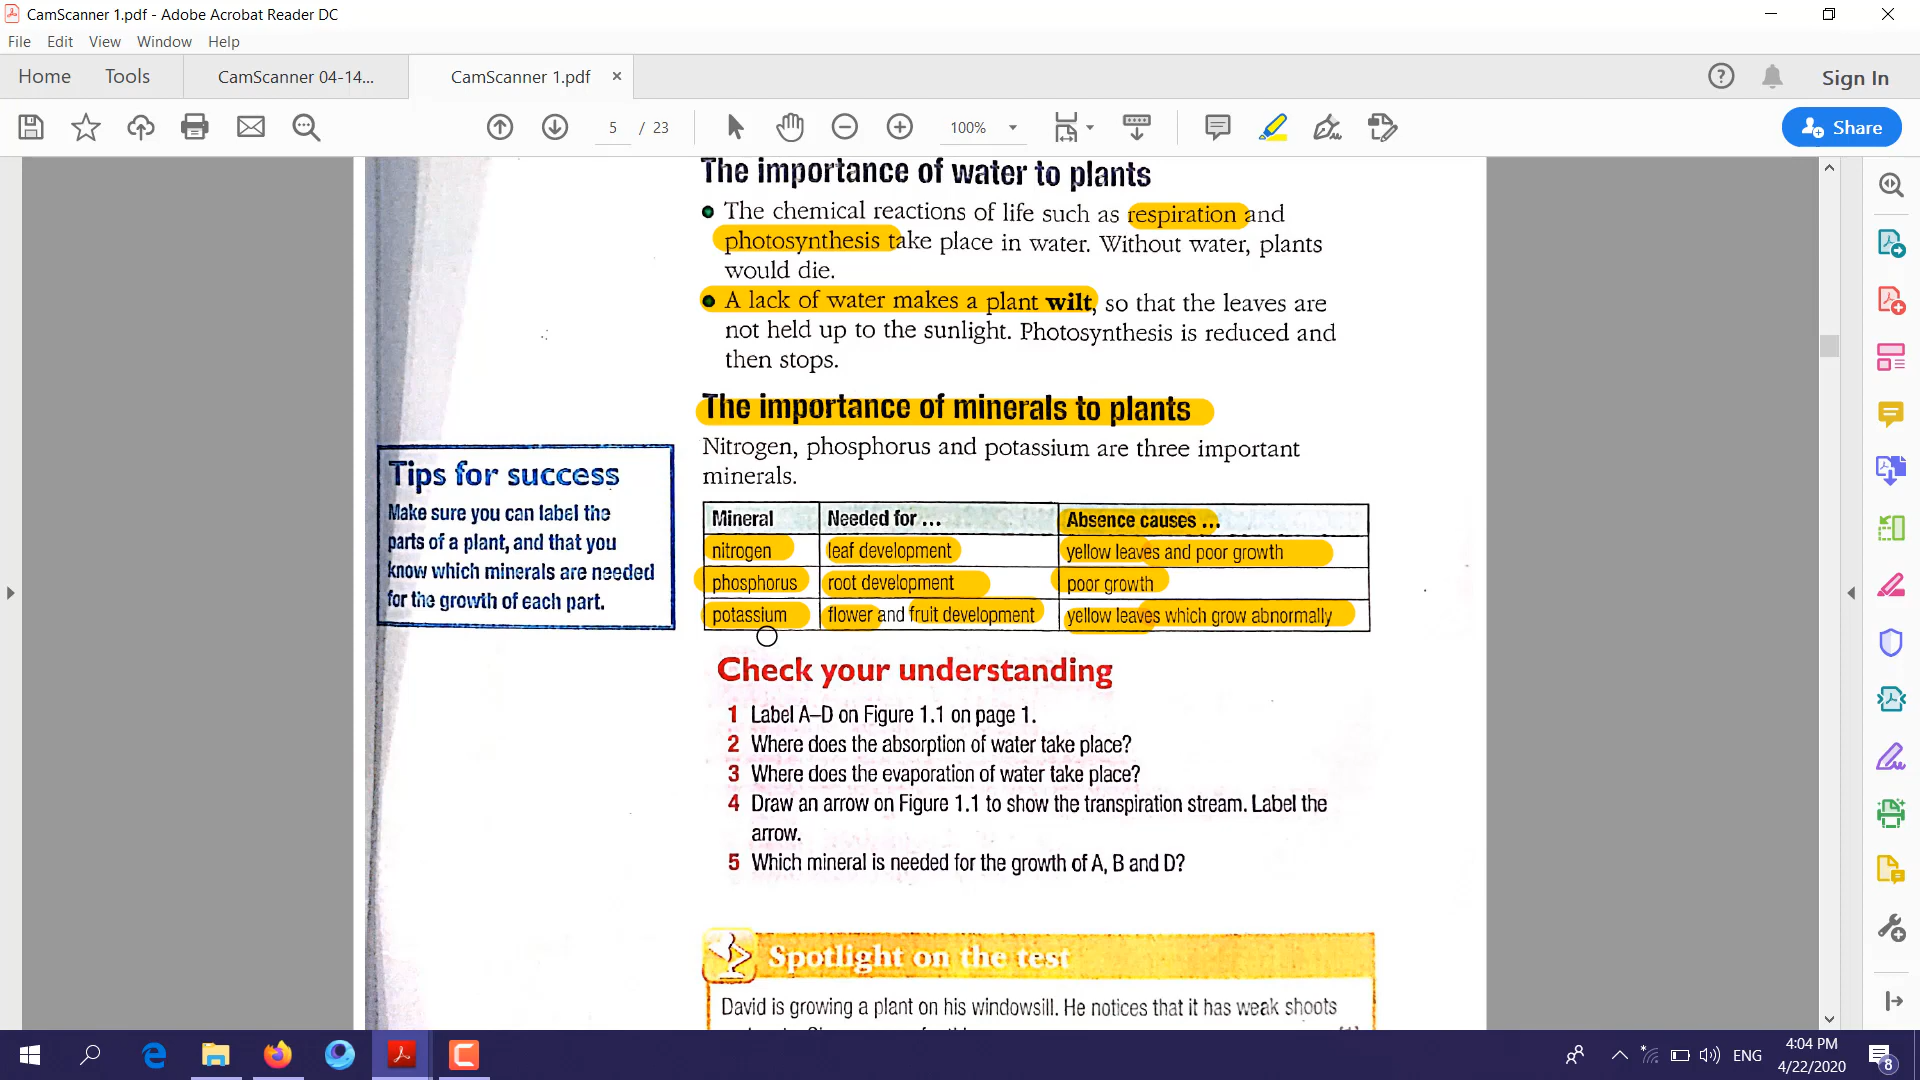 CamScanner 1.pdf - Adobe Acrobat Reader DC
File Edit View Window Help
Home Tools CamScanner 04-14... CamScanner 1.pdf × Sign In
5 / 23 100% Share
The importance of water to plants
The chemical reactions of life such as respiration and
photosynthesis take place in water. Without water, plants
would die.
A lack of water makes a plant wilt, so that the leaves are
not held up to the sunlight. Photosynthesis is reduced and
then stops.
The importance of minerals to plants
Nitrogen, phosphorus and potassium are three important
minerals.
Tips for success
Make sure you can label the
parts of a plant, and that you
know which minerals are needed
for the growth of each part.
Mineral Needed for ... Absence causes ...
nitrogen leaf development yellow leaves and poor growth
phosphorus root development poor growth
potassium flower and fruit development yellow leaves which grow abnormally
Check your understanding
1 Label A–D on Figure 1.1 on page 1.
2 Where does the absorption of water take place?
3 Where does the evaporation of water take place?
4 Draw an arrow on Figure 1.1 to show the transpiration stream. Label the
arrow.
5 Which mineral is needed for the growth of A, B and D?
Spotlight on the test
David is growing a plant on his windowsill. He notices that it has weak shoots
ENG
4:04 PM
4/22/2020
8